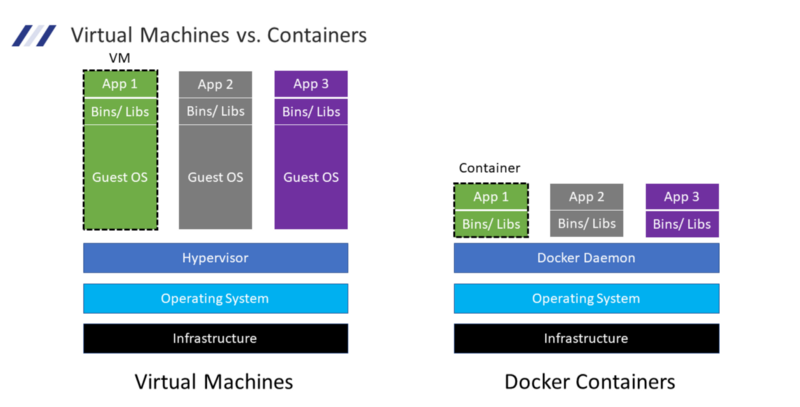 Virtual Machines vs. Containers
VM
App 1
Bins/ Libs
Guest OS
App 2
Bins/ Libs
Guest OS
App 3
Bins/ Libs
Guest OS
Hypervisor
Operating System
Infrastructure
Virtual Machines
Container
App 1
Bins/ Libs
App 2
Bins/ Libs
App 3
Bins/ Libs
Docker Daemon
Operating System
Infrastructure
Docker Containers